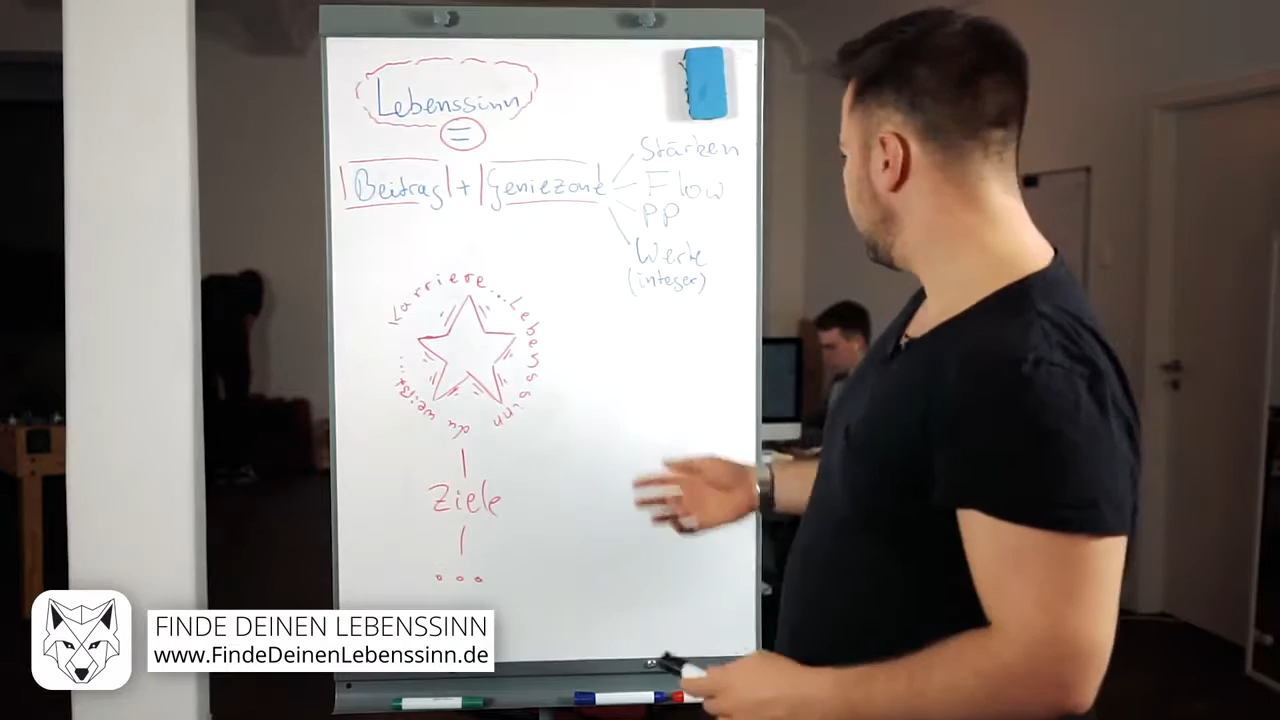 Lebenssinn
=
Beitrag + Geniezone
Stärken
Flow
PP
Werte
(integer)
Karriere...Lebenssinn
du weißt...
Ziele
...
FINDE DEINEN LEBENSSINN
www.FindeDeinenLebenssinn.de